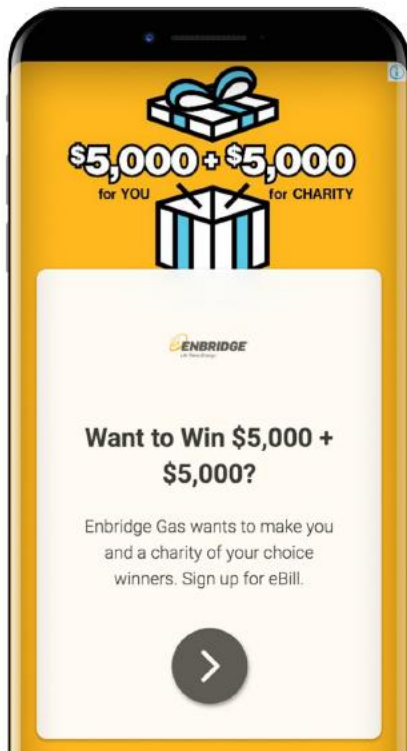 $5,000 + $5,000
for YOU for CHARITY
ENBRIDGE
Want to Win $5,000 +
$5,000?
Enbridge Gas wants to make you
and a charity of your choice
winners. Sign up for eBill.